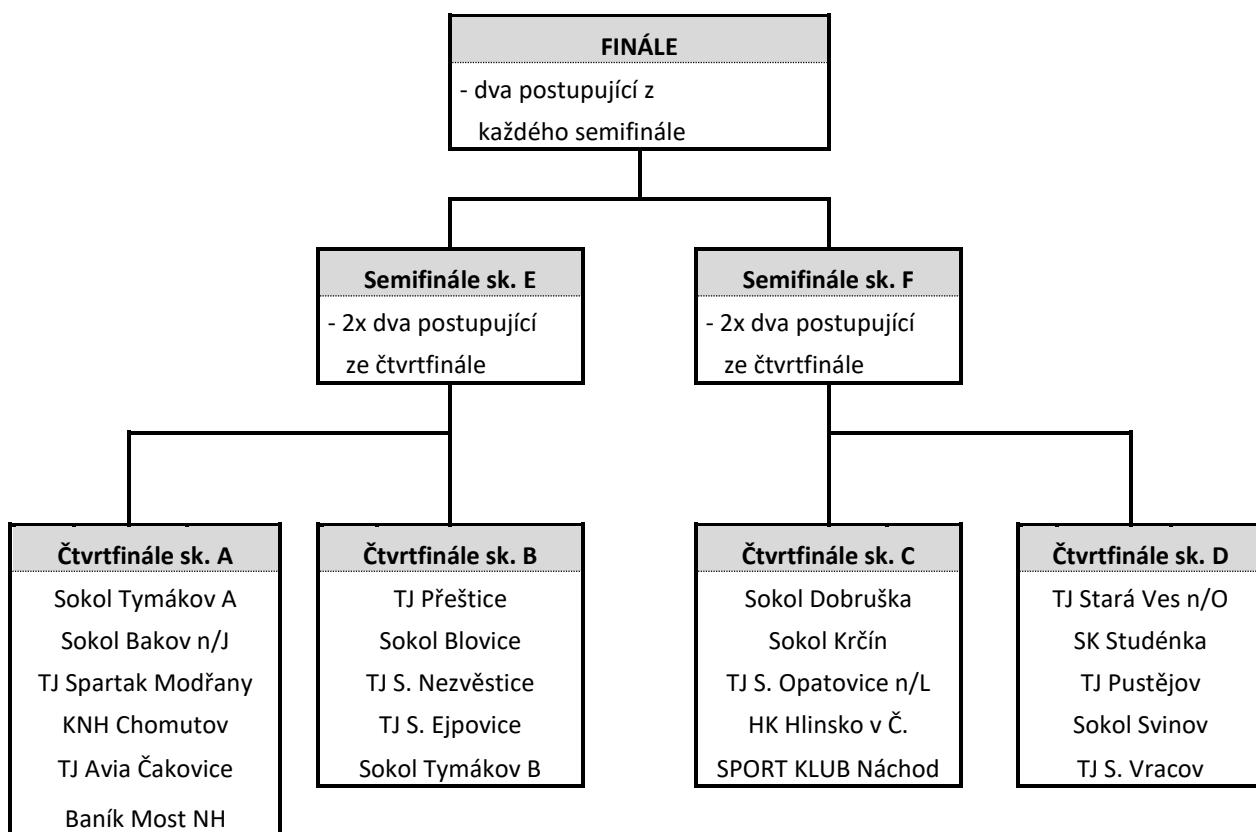 FINÁLE
- dva postupující z
každého semifinále
Semifinále sk. E
- 2x dva postupující
ze čtvrtfinále
Semifinále sk. F
- 2x dva postupující
ze čtvrtfinále
Čtvrtfinále sk. A
Sokol Tymákov A
Sokol Bakov n/J
TJ Spartak Modřany
KNH Chomutov
TJ Avia Čakovice
Baník Most NH
Čtvrtfinále sk. B
TJ Přeštice
Sokol Blovice
TJ S. Nezvěstice
TJ S. Ejpovice
Sokol Tymákov B
Čtvrtfinále sk. C
Sokol Dobruška
Sokol Krčín
TJ S. Opatovice n/L
HK Hlinsko v Č.
SPORT KLUB Náchod
Čtvrtfinále sk. D
TJ Stará Ves n/O
SK Studénka
TJ Pustějov
Sokol Svinov
TJ S. Vracov